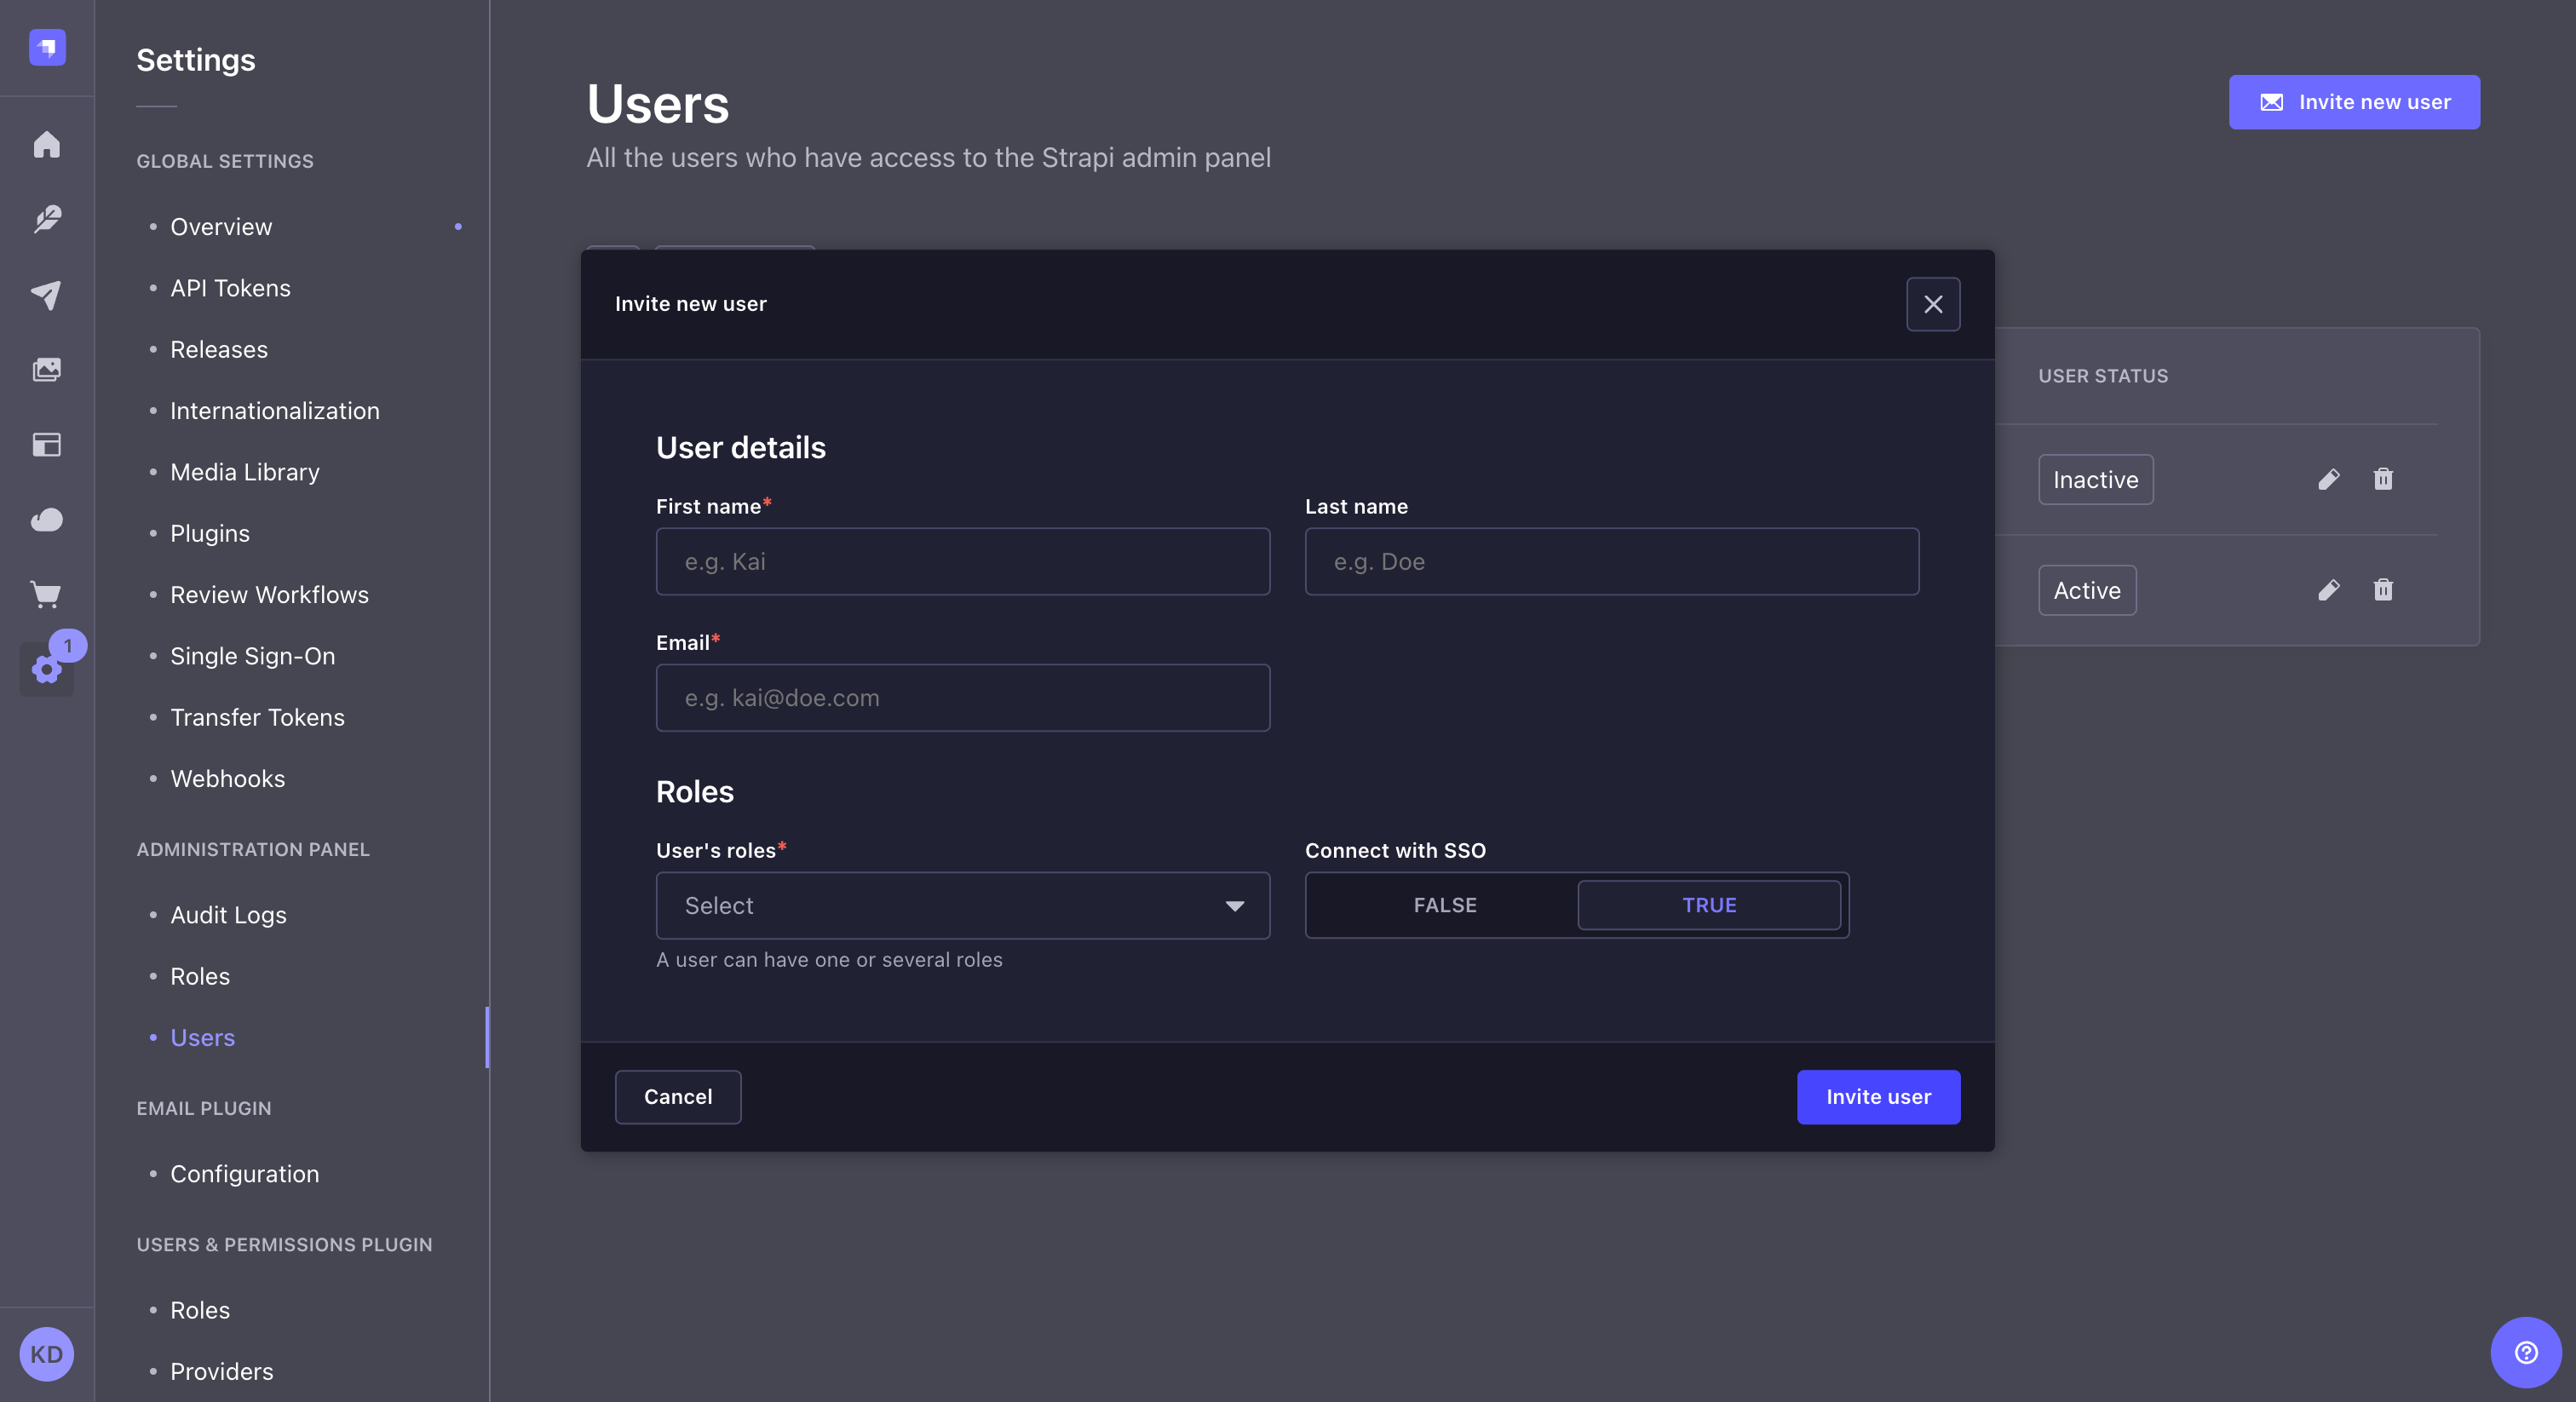 Settings
GLOBAL SETTINGS
Overview
API Tokens
Releases
Internationalization
Media Library
Plugins
Review Workflows
Single Sign-On
Transfer Tokens
Webhooks
ADMINISTRATION PANEL
Audit Logs
Roles
Users
EMAIL PLUGIN
Configuration
USERS & PERMISSIONS PLUGIN
Roles
Providers
1
KD
Users
All the users who have access to the Strapi admin panel
Invite new user
USER STATUS
Inactive
Active
Invite new user
User details
First name*
Last name
e.g. Kai
e.g. Doe
Email*
e.g. kai@doe.com
Roles
User's roles*
Connect with SSO
Select
FALSE
TRUE
A user can have one or several roles
Cancel
Invite user